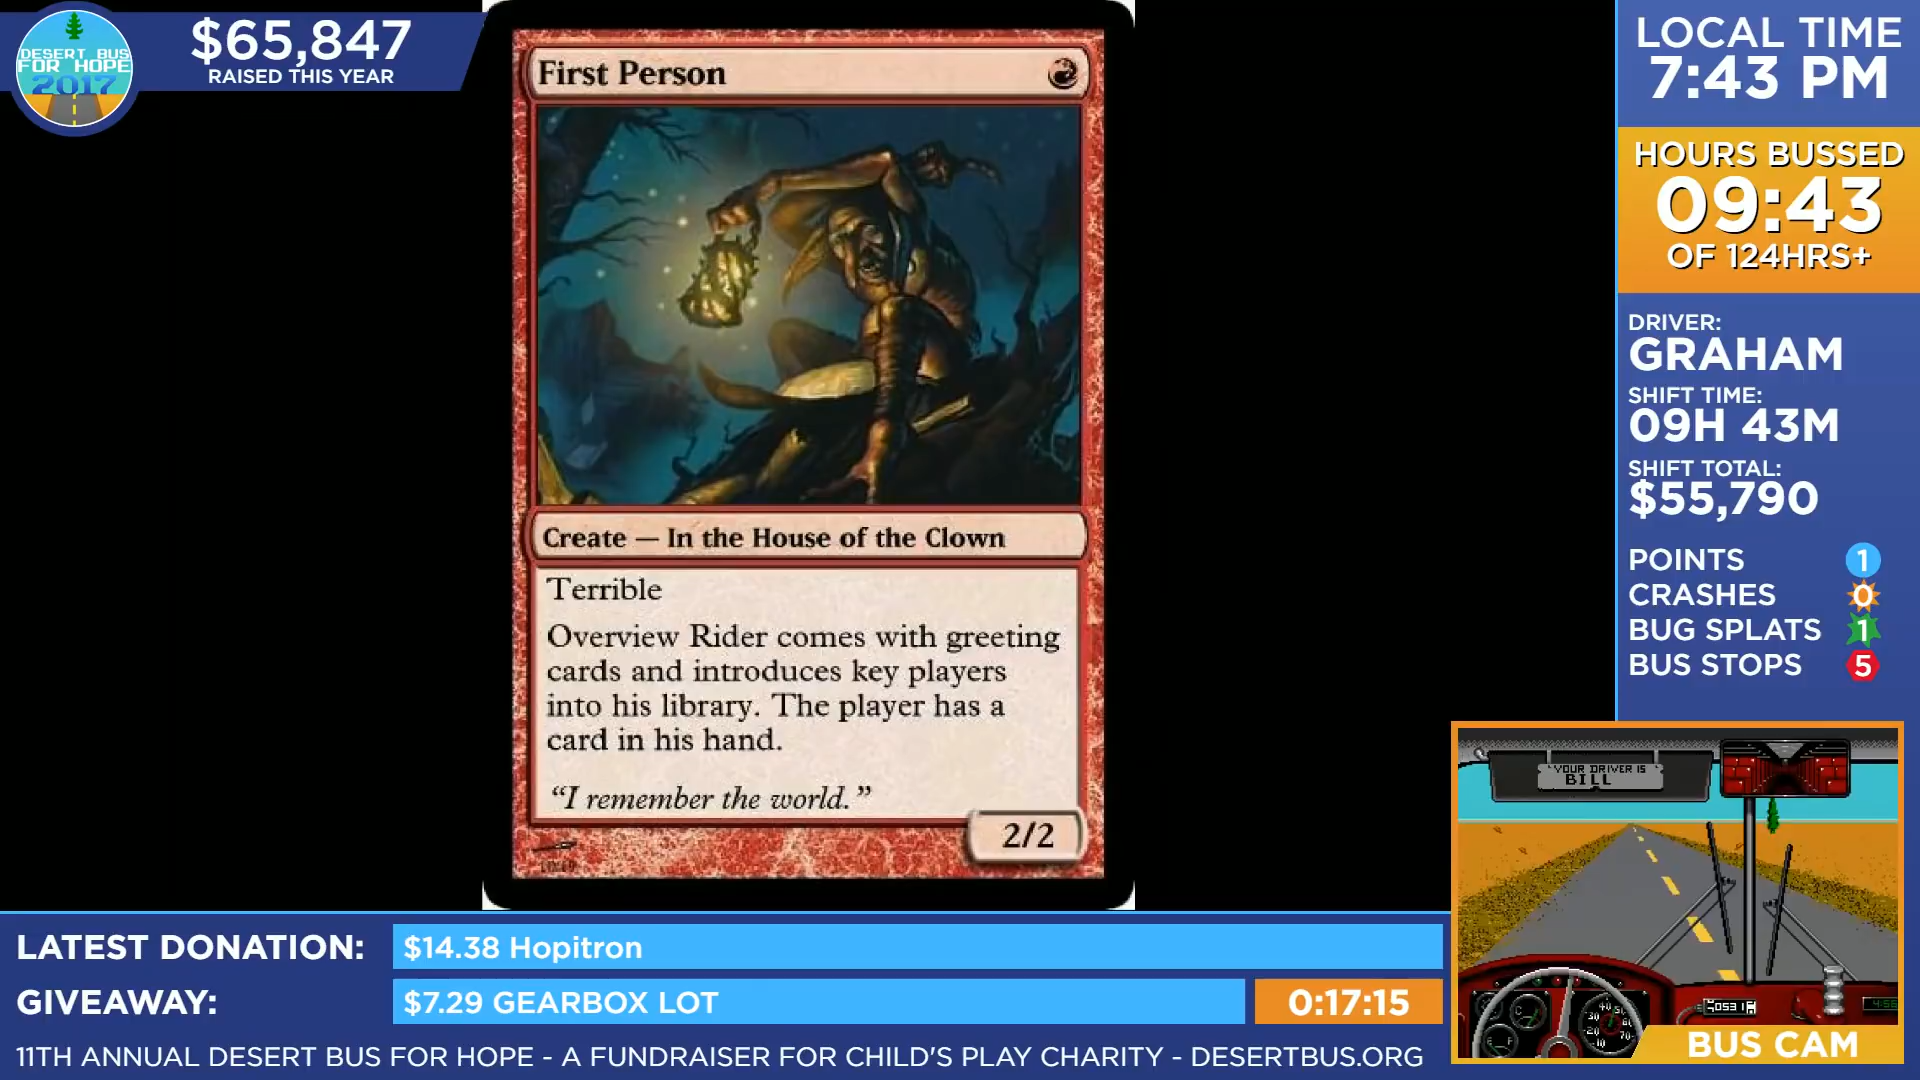 DESERT BUS
FOR HOPE
2017
$65,847
RAISED THIS YEAR
First Person
Create — In the House of the Clown
Terrible
Overview Rider comes with greeting
cards and introduces key players
into his library. The player has a
card in his hand.
“I remember the world.”
2/2
LOCAL TIME
7:43 PM
HOURS BUSSED
09:43
OF 124HRS+
DRIVER:
GRAHAM
SHIFT TIME:
09H 43M
SHIFT TOTAL:
$55,790
POINTS 1
CRASHES 0
BUG SPLATS 1
BUS STOPS 5
YOUR DRIVER IS
BILL
BUS CAM
LATEST DONATION: $14.38 Hopitron
GIVEAWAY: $7.29 GEARBOX LOT 0:17:15
11TH ANNUAL DESERT BUS FOR HOPE - A FUNDRAISER FOR CHILD'S PLAY CHARITY - DESERTBUS.ORG